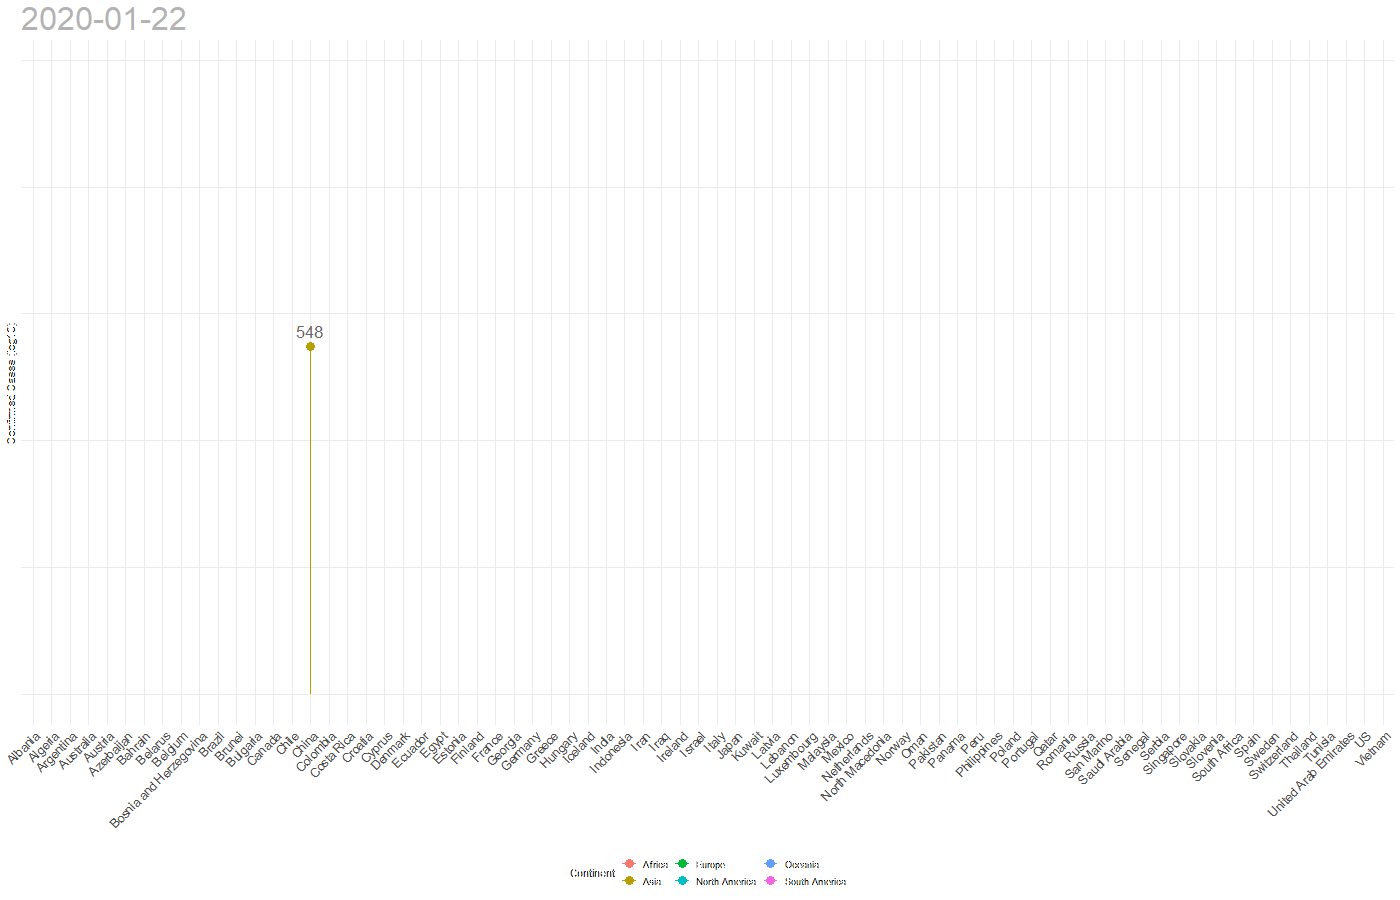 2020-01-22
548
Confirmed Cases (log10)
Albania
Algeria
Argentina
Australia
Austria
Azerbaijan
Bahrain
Belarus
Belgium
Bosnia and Herzegovina
Brazil
Brunei
Bulgaria
Canada
Chile
China
Colombia
Costa Rica
Croatia
Cyprus
Denmark
Ecuador
Egypt
Estonia
Finland
France
Georgia
Germany
Greece
Hungary
Iceland
India
Indonesia
Iran
Iraq
Ireland
Israel
Italy
Japan
Kuwait
Latvia
Lebanon
Luxembourg
Malaysia
Mexico
Netherlands
North Macedonia
Norway
Oman
Pakistan
Panama
Peru
Philippines
Poland
Portugal
Qatar
Romania
Russia
San Marino
Saudi Arabia
Senegal
Serbia
Singapore
Slovakia
Slovenia
South Africa
Spain
Sweden
Switzerland
Thailand
Tunisia
United Arab Emirates
US
Vietnam
Continent
Africa
Asia
Europe
North America
Oceania
South America